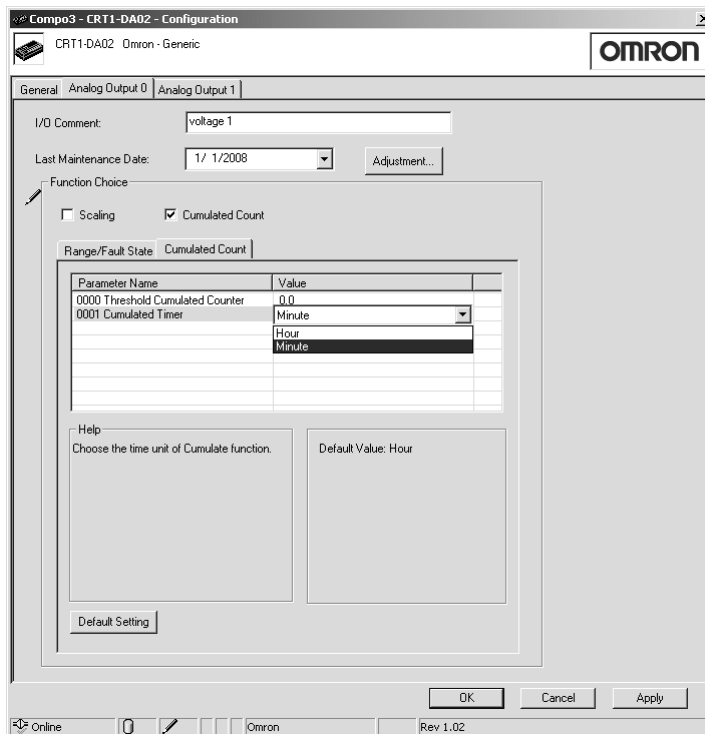 Compo3 - CRT1-DA02 - Configuration
CRT1-DA02 Omron - Generic
OMRON
General Analog Output 0 Analog Output 1
I/O Comment: voltage 1
Last Maintenance Date: 1/ 1/2008 Adjustment...
Function Choice
Scaling Cumulated Count
Range/Fault State Cumulated Count
Parameter Name Value
0000 Threshold Cumulated Counter 0.0
0001 Cumulated Timer Minute
Hour
Minute
Help
Choose the time unit of Cumulate function. Default Value: Hour
Default Setting
OK Cancel Apply
Online Omron Rev 1.02